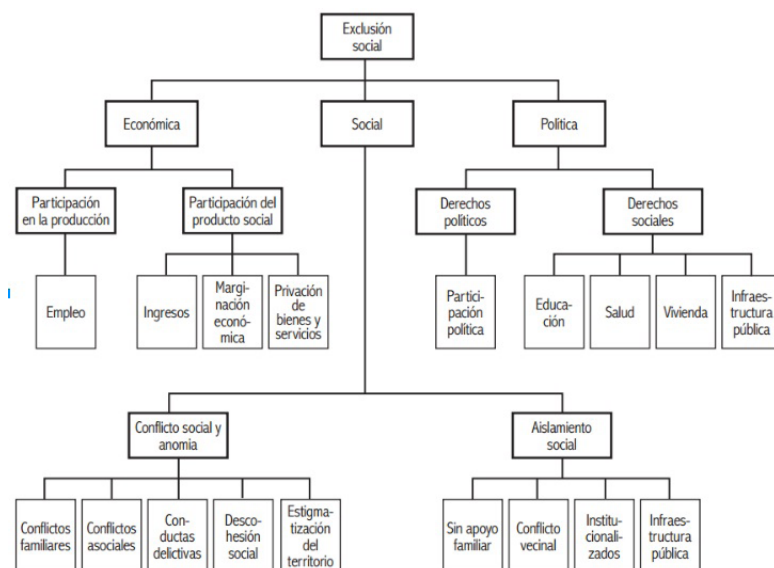 Exclusión
social
Económica
Social
Política
Participación
en la producción
Participación del
producto social
Derechos
políticos
Derechos
sociales
Empleo
Ingresos
Margi-
nación
econó-
mica
Privación
de
bienes y
servicios
Partici-
pación
política
Educa-
ción
Salud
Vivienda
Infraes-
tructura
pública
Conflicto social y
anomia
Aislamiento
social
Conflictos
familiares
Conflictos
asociales
Con-
ductas
delictivas
Desco-
hesión
social
Estigma-
tización
del
territorio
Sin apoyo
familiar
Conflicto
vecinal
Institu-
cionali-
zados
Infraes-
tructura
pública